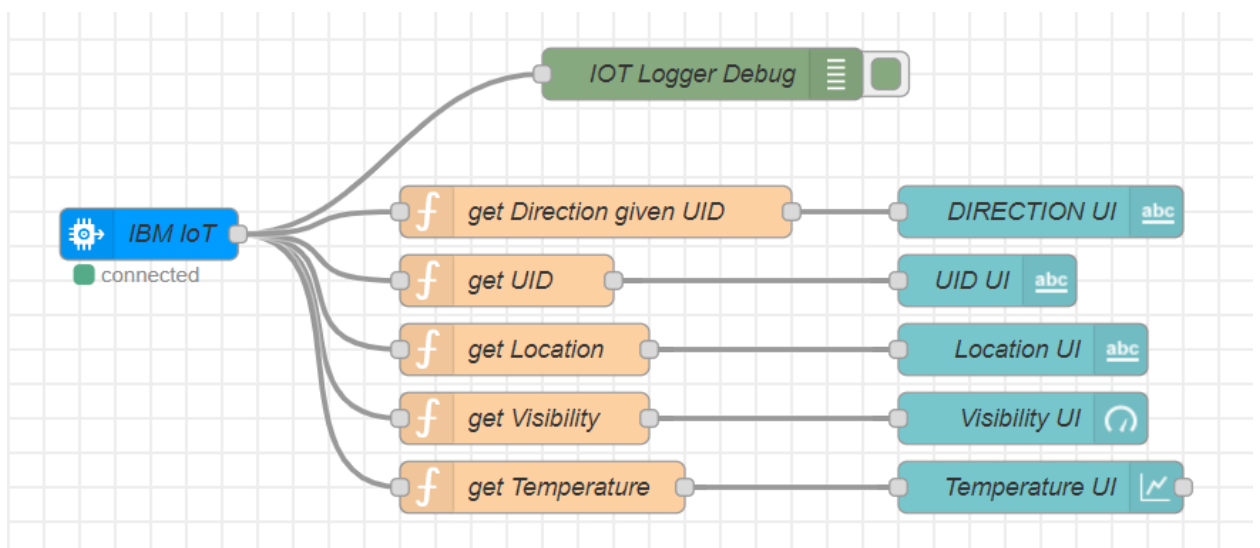 IOT Logger Debug
get Direction given UID
DIRECTION UI abc
IBM IoT
connected
get UID
UID UI abc
get Location
Location UI abc
get Visibility
Visibility UI
get Temperature
Temperature UI